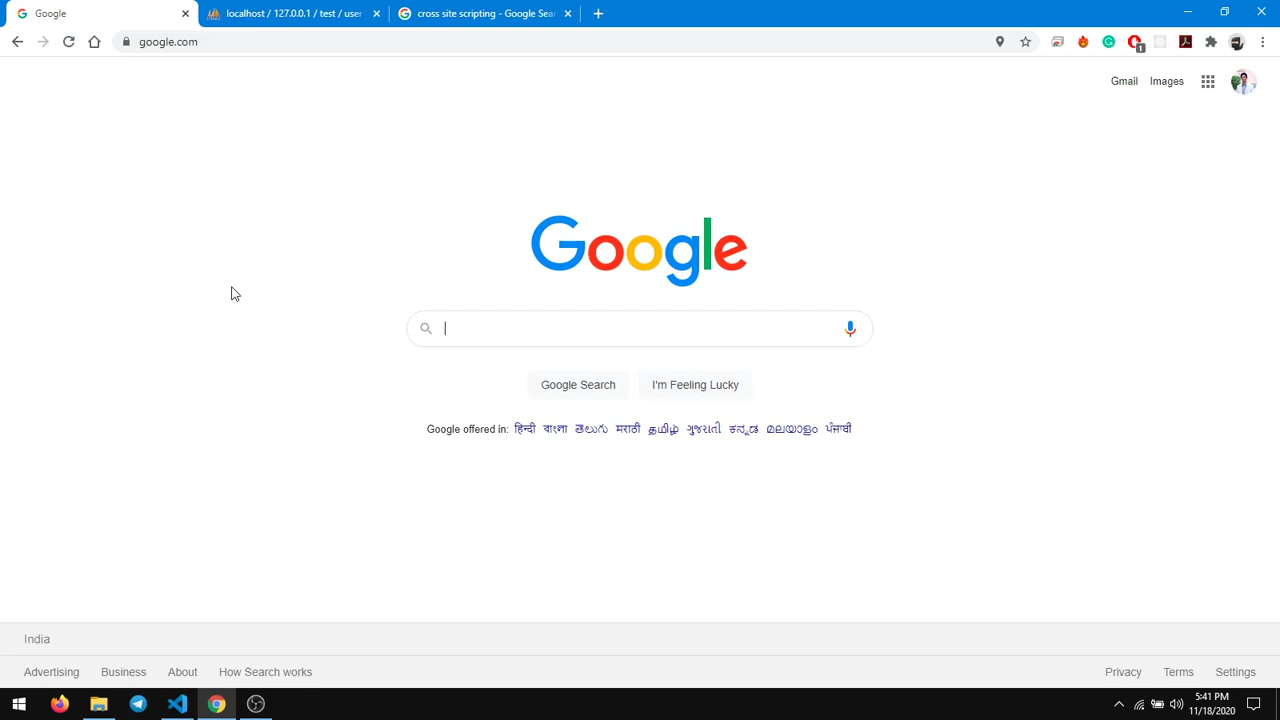 Google
localhost / 127.0.0.1 / test / user
cross site scripting - Google Sear
google.com
1
Gmail Images
Google
Google Search I'm Feeling Lucky
Google offered in: हिन्दी বাংলা తెలుగు मराठी தமிழ் ગુજરાતી ಕನ್ನಡ മലയാളം ਪੰਜਾਬੀ
India
Advertising Business About How Search works Privacy Terms Settings
5:41 PM
11/18/2020